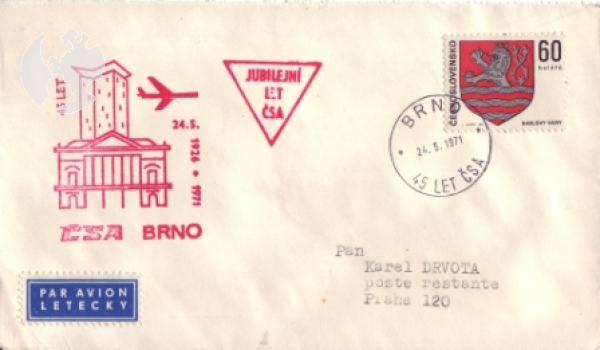 45 LET
24.5. 1926 • 1971
ČSA BRNO
JUBILEJNÍ
LET
ČSA
BRNO
24.5.1971
45 LET ČSA
ČESKOSLOVENSKO
60
haléřů
KARLOVY VARY
Pan
Karel DRVOTA
poste restante
Praha 120
PAR AVION
LETECKY